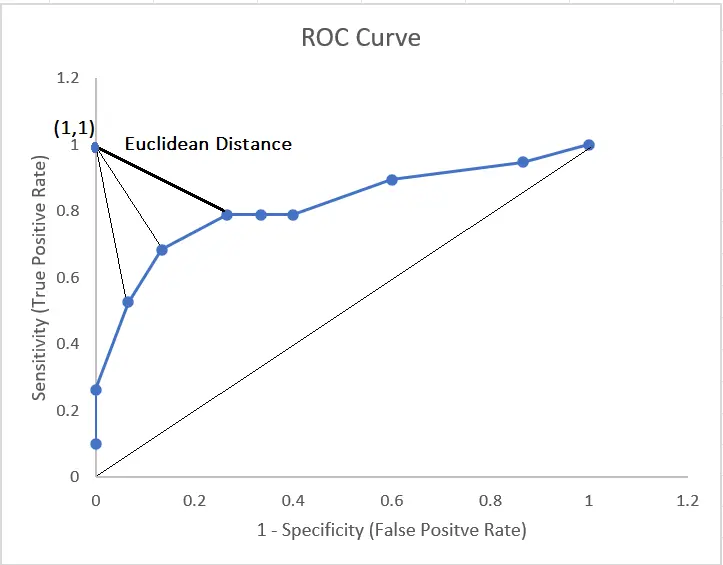 ROC Curve
1.2
(1,1)
Euclidean Distance
1
0.8
0.6
0.4
0.2
0
Sensitivity (True Positive Rate)
0 0.2 0.4 0.6 0.8 1 1.2
1 - Specificity (False Positve Rate)